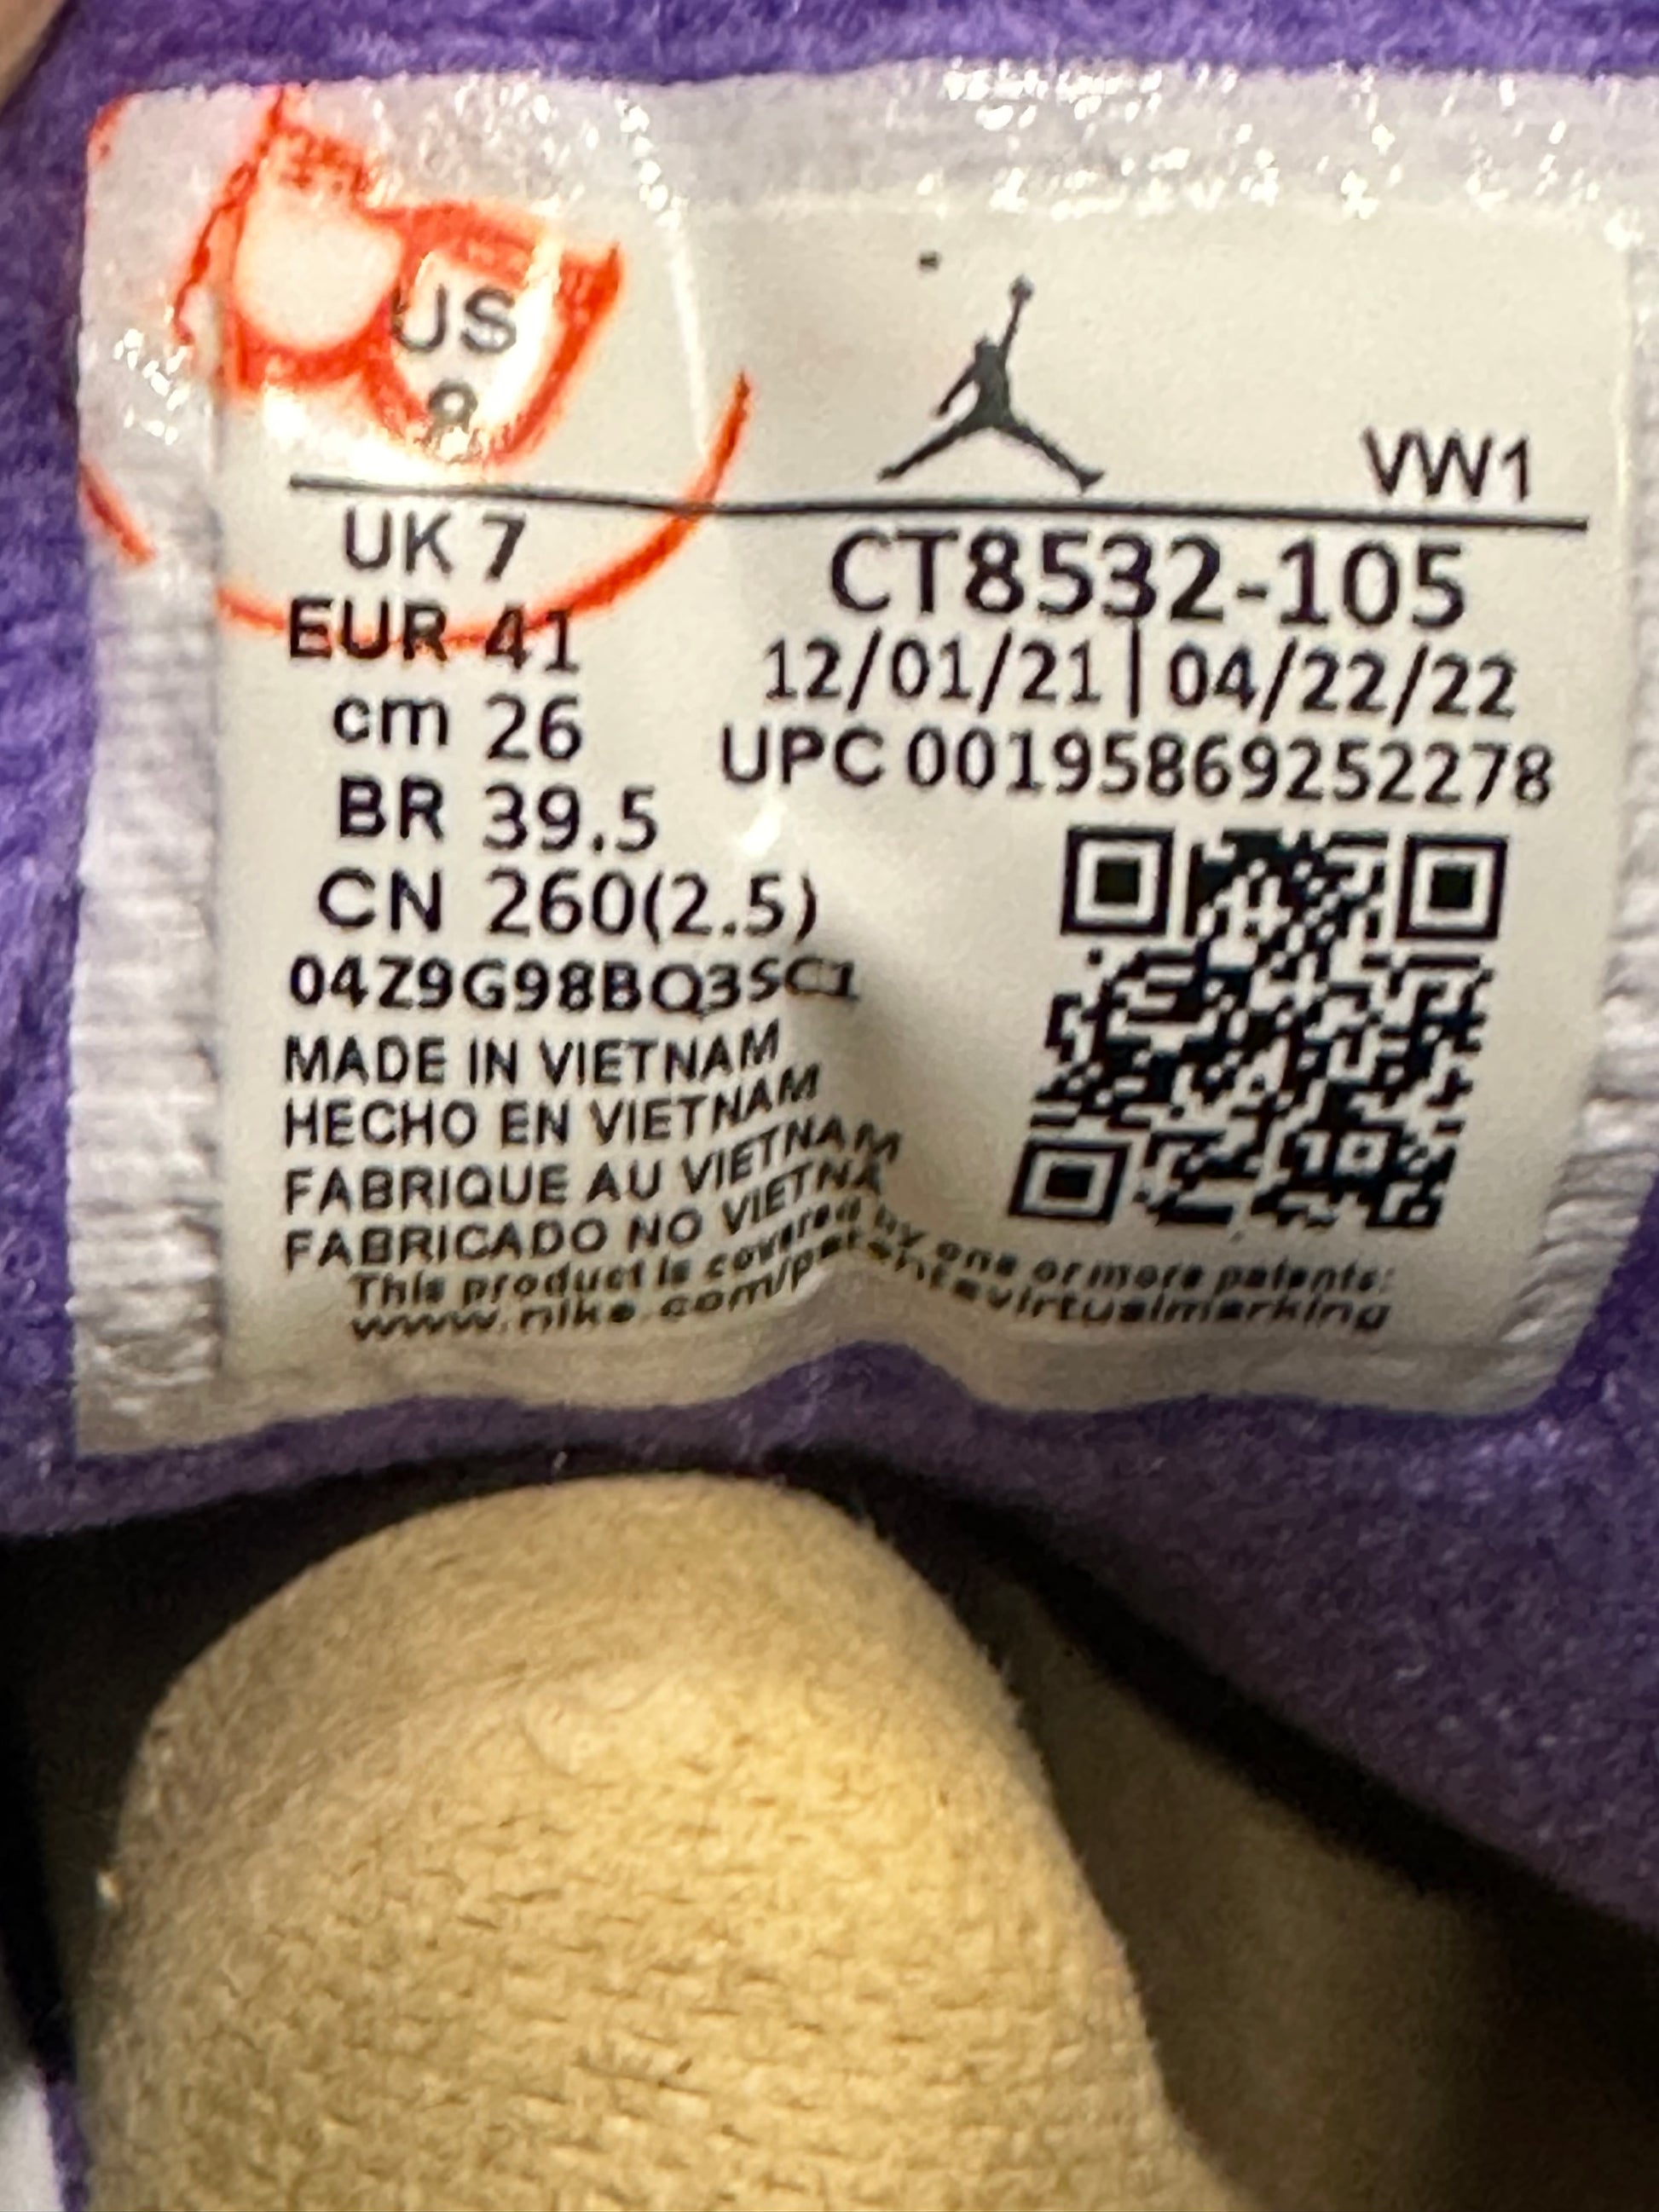 US
8
VW1
UK 7
EUR 41
cm 26
BR 39.5
CN 260(2.5)
CT8532-105
12/01/21 | 04/22/22
UPC 00195869252278
04Z9G98BQ3SC1
MADE IN VIETNAM
HECHO EN VIETNAM
FABRIQUE AU VIETNAM
FABRICADO NO VIETNA
This product is covered by one or more patents:
www.nike.com/patentsvirtualmarking